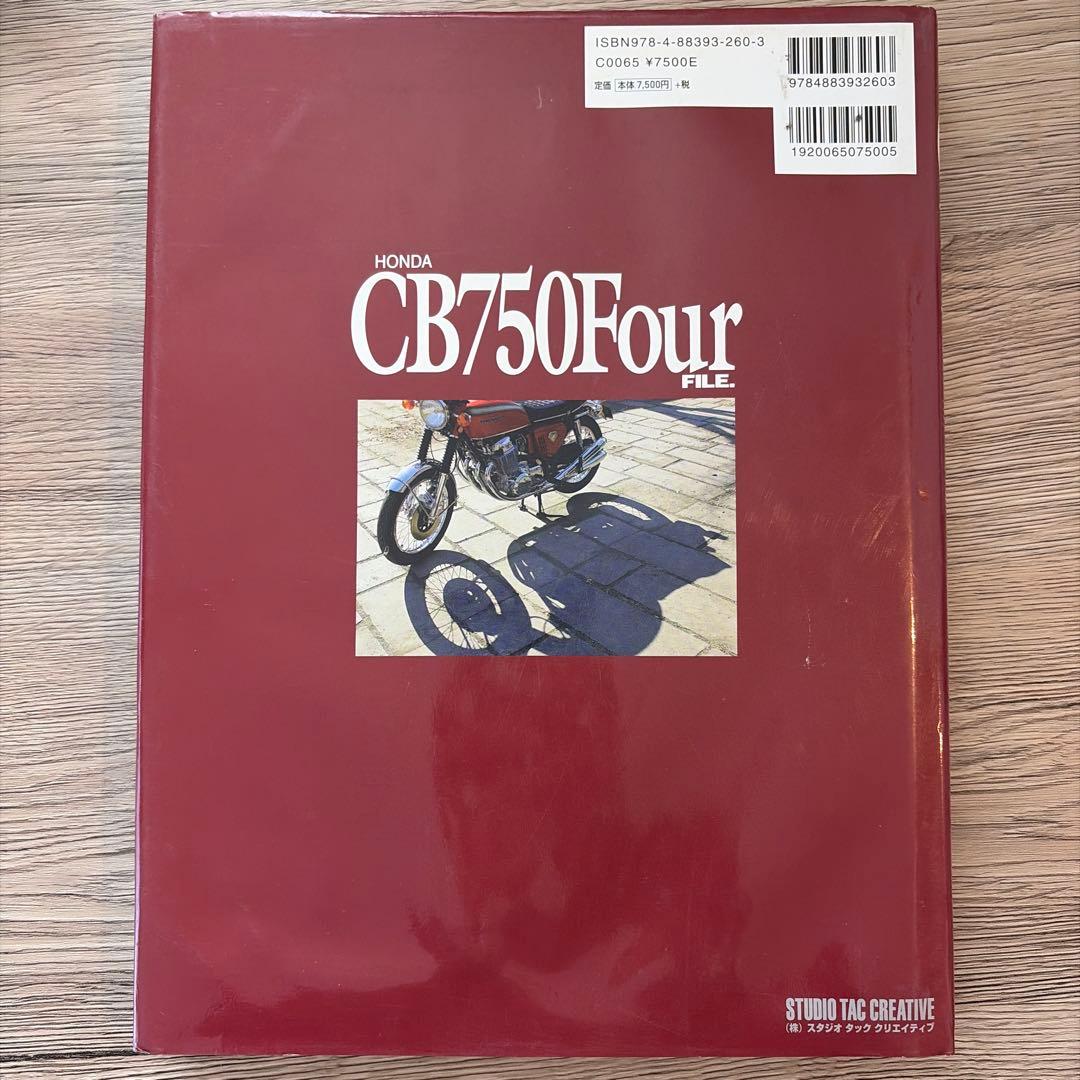 ISBN978-4-88393-260-3
C0065 ¥7500E
定価 本体 7,500円 +税
9784883932603
1920065075005
HONDA
CB750Four
FILE.
STUDIO TAC CREATIVE
(株) スタジオ タック クリエイティブ